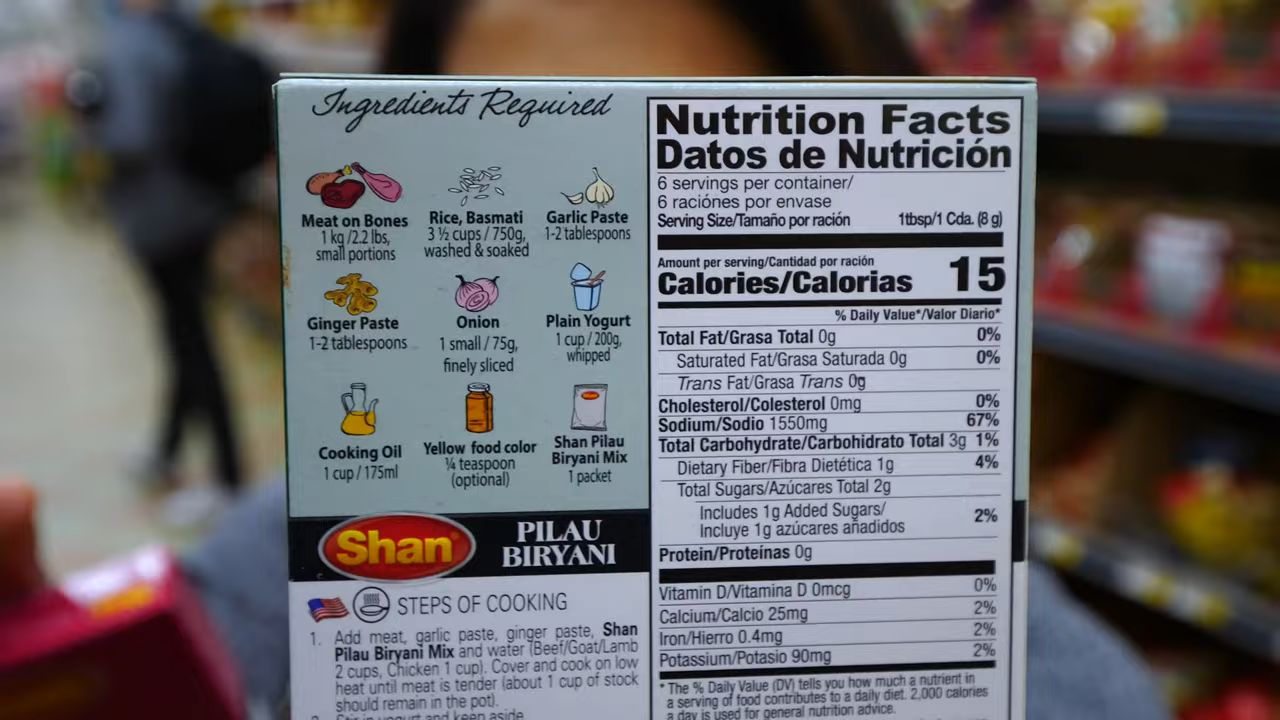 Ingredients Required
Meat on Bones
1 kg /2.2 lbs,
small portions
Rice, Basmati
3 ½ cups / 750g,
washed & soaked
Garlic Paste
1-2 tablespoons
Ginger Paste
1-2 tablespoons
Onion
1 small / 75g,
finely sliced
Plain Yogurt
1 cup / 200g,
whipped
Cooking Oil
1 cup / 175ml
Yellow food color
¼ teaspoon
(optional)
Shan Pilau
Biryani Mix
1 packet
Shan
PILAU
BIRYANI
STEPS OF COOKING
1. Add meat, garlic paste, ginger paste, Shan
Pilau Biryani Mix and water (Beef/Goat/Lamb
2 cups, Chicken 1 cup). Cover and cook on low
heat until meat is tender (about 1 cup of stock
should remain in the pot).
2. Stir in yogurt and keep aside.
Nutrition Facts
Datos de Nutrición
6 servings per container/
6 raciónes por envase
Serving Size/Tamaño por ración 1tbsp/1 Cda. (8 g)
Amount per serving/Cantidad por ración
Calories/Calorias 15
% Daily Value*/Valor Diario*
Total Fat/Grasa Total 0g 0%
Saturated Fat/Grasa Saturada 0g 0%
Trans Fat/Grasa Trans 0g
Cholesterol/Colesterol 0mg 0%
Sodium/Sodio 1550mg 67%
Total Carbohydrate/Carbohidrato Total 3g 1%
Dietary Fiber/Fibra Dietética 1g 4%
Total Sugars/Azúcares Total 2g
Includes 1g Added Sugars/
Incluye 1g azúcares añadidos 2%
Protein/Proteínas 0g
Vitamin D/Vitamina D 0mcg 0%
Calcium/Calcio 25mg 2%
Iron/Hierro 0.4mg 2%
Potassium/Potasio 90mg 2%
* The % Daily Value (DV) tells you how much a nutrient in
a serving of food contributes to a daily diet. 2,000 calories
a day is used for general nutrition advice.